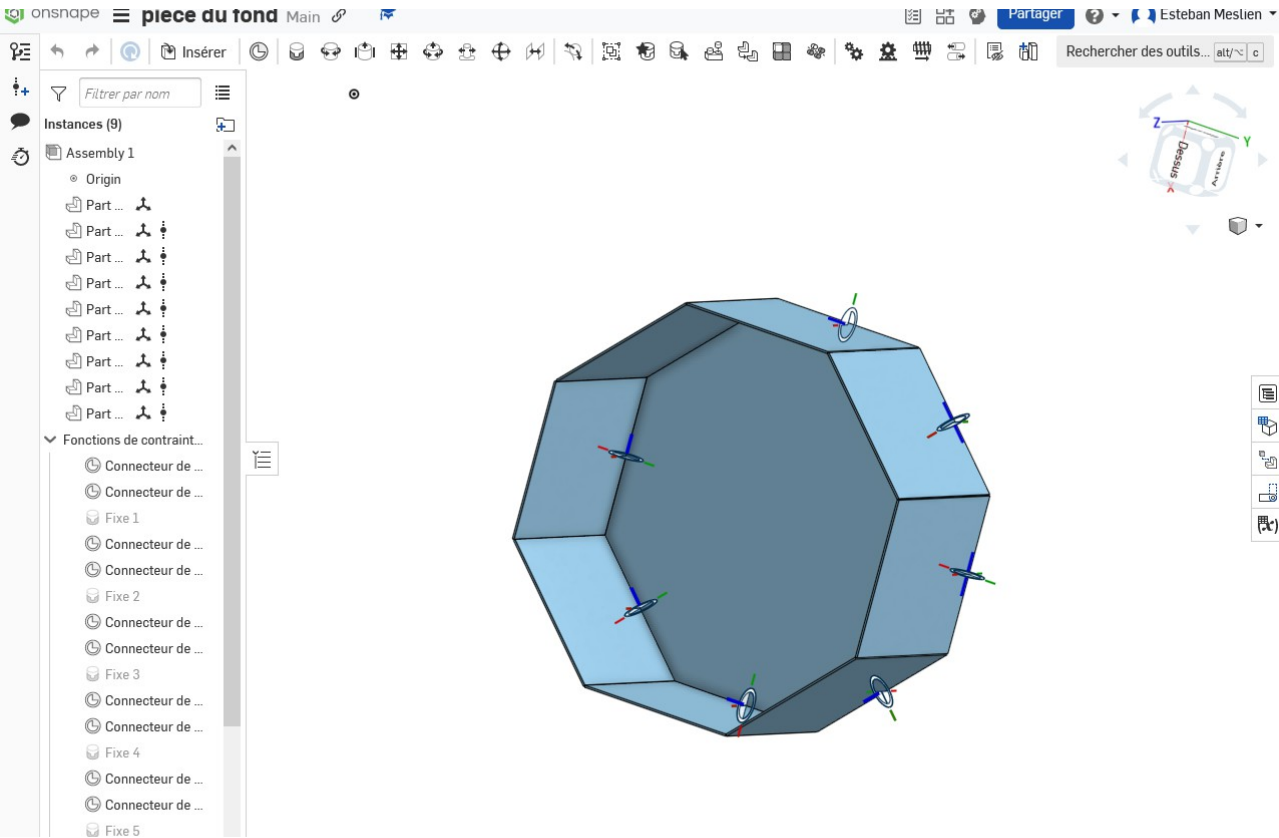 onshape pièce du fond Main Partager Esteban Meslien
Insérer Rechercher des outils... alt/⌥ c
Filtrer par nom
Instances (9)
Assembly 1
Origin
Part ...
Part ...
Part ...
Part ...
Part ...
Part ...
Part ...
Part ...
Part ...
Fonctions de contraint...
Connecteur de ...
Connecteur de ...
Fixe 1
Connecteur de ...
Connecteur de ...
Fixe 2
Connecteur de ...
Connecteur de ...
Fixe 3
Connecteur de ...
Connecteur de ...
Fixe 4
Connecteur de ...
Connecteur de ...
Fixe 5
Z
Y
Dessus
Arrière
X
(x)